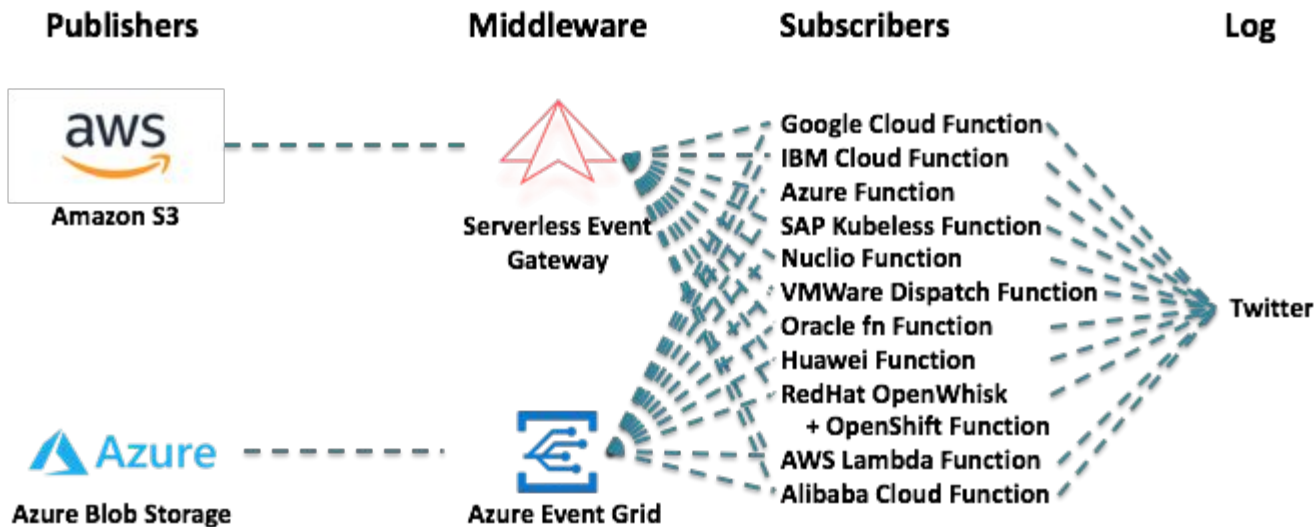 Publishers
Middleware
Subscribers
Log
aws
Amazon S3
Serverless Event
Gateway
Google Cloud Function
IBM Cloud Function
Azure Function
SAP Kubeless Function
Nuclio Function
VMWare Dispatch Function
Oracle fn Function
Huawei Function
RedHat OpenWhisk
+ OpenShift Function
AWS Lambda Function
Alibaba Cloud Function
Twitter
Azure
Azure Blob Storage
Azure Event Grid